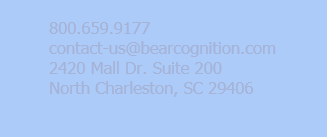 800.659.9177
contact-us@bearcognition.com
2420 Mall Dr. Suite 200
North Charleston, SC 29406